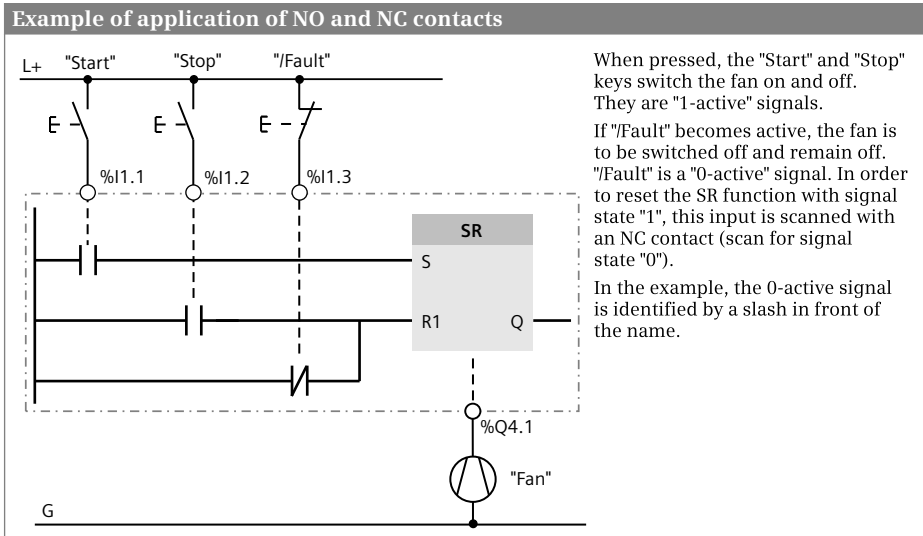 Example of application of NO and NC contacts
L+ "Start" "Stop" "/Fault"
%I1.1 %I1.2 %I1.3
SR
S
R1 Q
%Q4.1
"Fan"
G
When pressed, the "Start" and "Stop"
keys switch the fan on and off.
They are "1-active" signals.
If "/Fault" becomes active, the fan is
to be switched off and remain off.
"/Fault" is a "0-active" signal. In order
to reset the SR function with signal
state "1", this input is scanned with
an NC contact (scan for signal
state "0").
In the example, the 0-active signal
is identified by a slash in front of
the name.